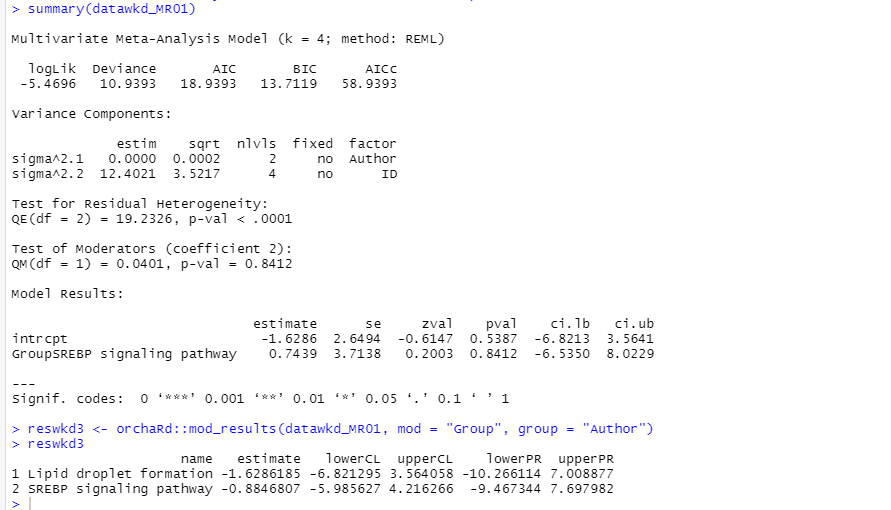 > summary(datawkd_MR01)
Multivariate Meta-Analysis Model (k = 4; method: REML)
logLik Deviance AIC BIC AICc
-5.4696 10.9393 18.9393 13.7119 58.9393
Variance Components:
estim sqrt nlvls fixed factor
sigma^2.1 0.0000 0.0002 2 no Author
sigma^2.2 12.4021 3.5217 4 no ID
Test for Residual Heterogeneity:
QE(df = 2) = 19.2326, p-val < .0001
Test of Moderators (coefficient 2):
QM(df = 1) = 0.0401, p-val = 0.8412
Model Results:
estimate se zval pval ci.lb ci.ub
intrcpt -1.6286 2.6494 -0.6147 0.5387 -6.8213 3.5641
GroupSREBP signaling pathway 0.7439 3.7138 0.2003 0.8412 -6.5350 8.0229
---
Signif. codes: 0 ‘***’ 0.001 ‘**’ 0.01 ‘*’ 0.05 ‘.’ 0.1 ‘ ’ 1
> reswkd3 <- orchaRd::mod_results(datawkd_MR01, mod = "Group", group = "Author")
> reswkd3
name estimate lowerCL upperCL lowerPR upperPR
1 Lipid droplet formation -1.6286185 -6.821295 3.564058 -10.266114 7.008877
2 SREBP signaling pathway -0.8846807 -5.985627 4.216266 -9.467344 7.697982
>